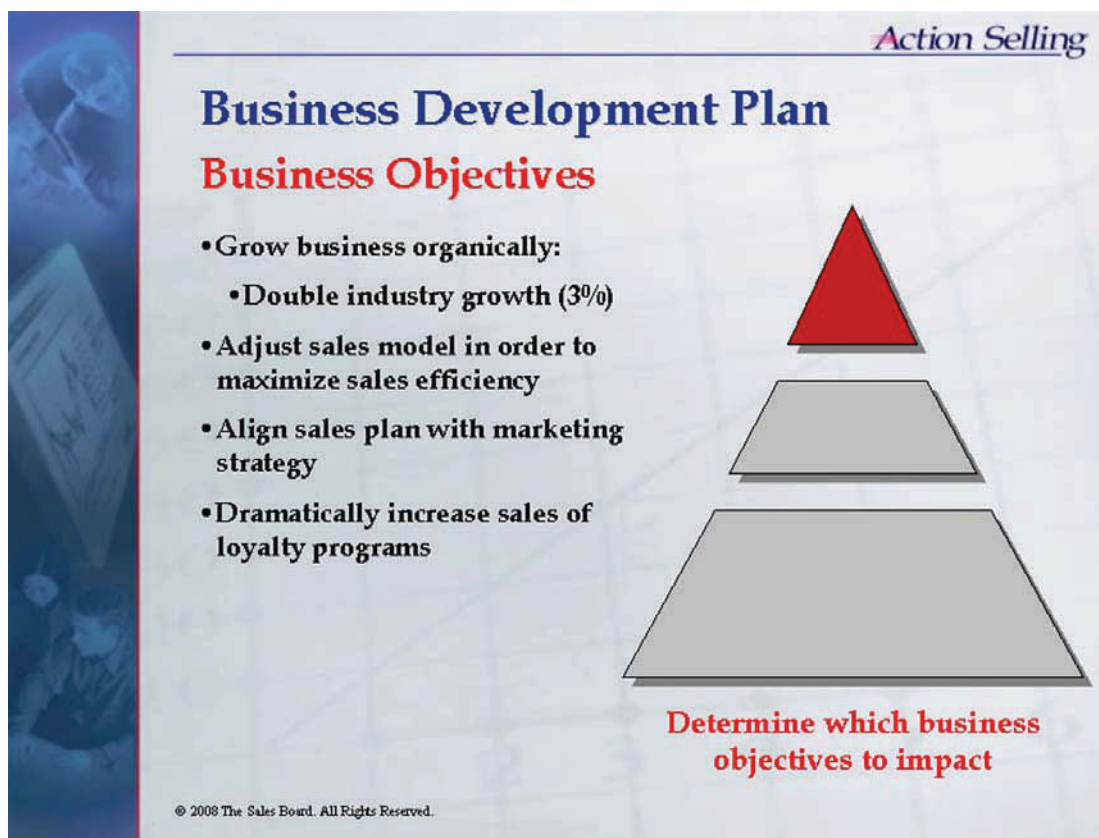 Action Selling
Business Development Plan
Business Objectives
•Grow business organically:
•Double industry growth (3%)
•Adjust sales model in order to
maximize sales efficiency
•Align sales plan with marketing
strategy
•Dramatically increase sales of
loyalty programs
Determine which business
objectives to impact
© 2008 The Sales Board. All Rights Reserved.